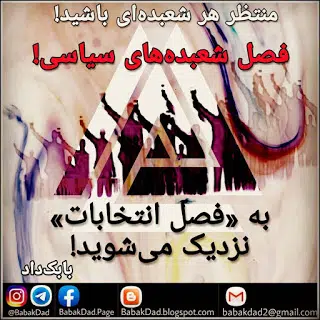 منتظر هر شعبده‌ای باشید!
فصل شعبده‌های سیاسی!
به «فصل انتخابات»
نزدیک می‌شوید!
بابک‌داد
@BabakDad BabakDad.Page BabakDad.blogspot.com babakdad2@gmail.com